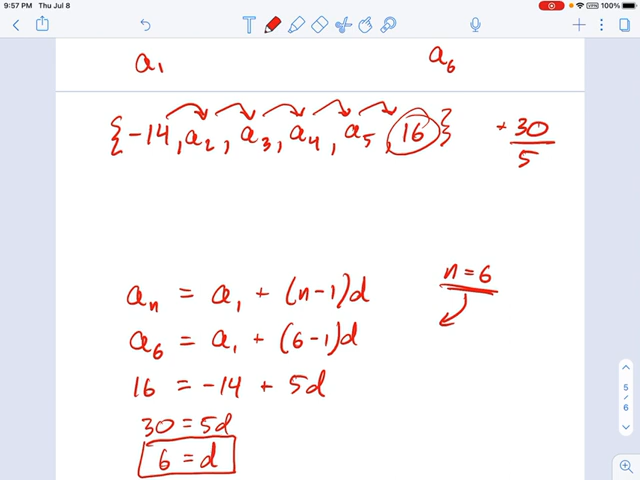 9:57 PM Thu Jul 8
100%
a₁ a₆
{-14, a₂, a₃, a₄, a₅, 16} +30/5
n = 6
aₙ = a₁ + (n-1)d
a₆ = a₁ + (6-1)d
16 = -14 + 5d
30 = 5d
6 = d
5
/
6